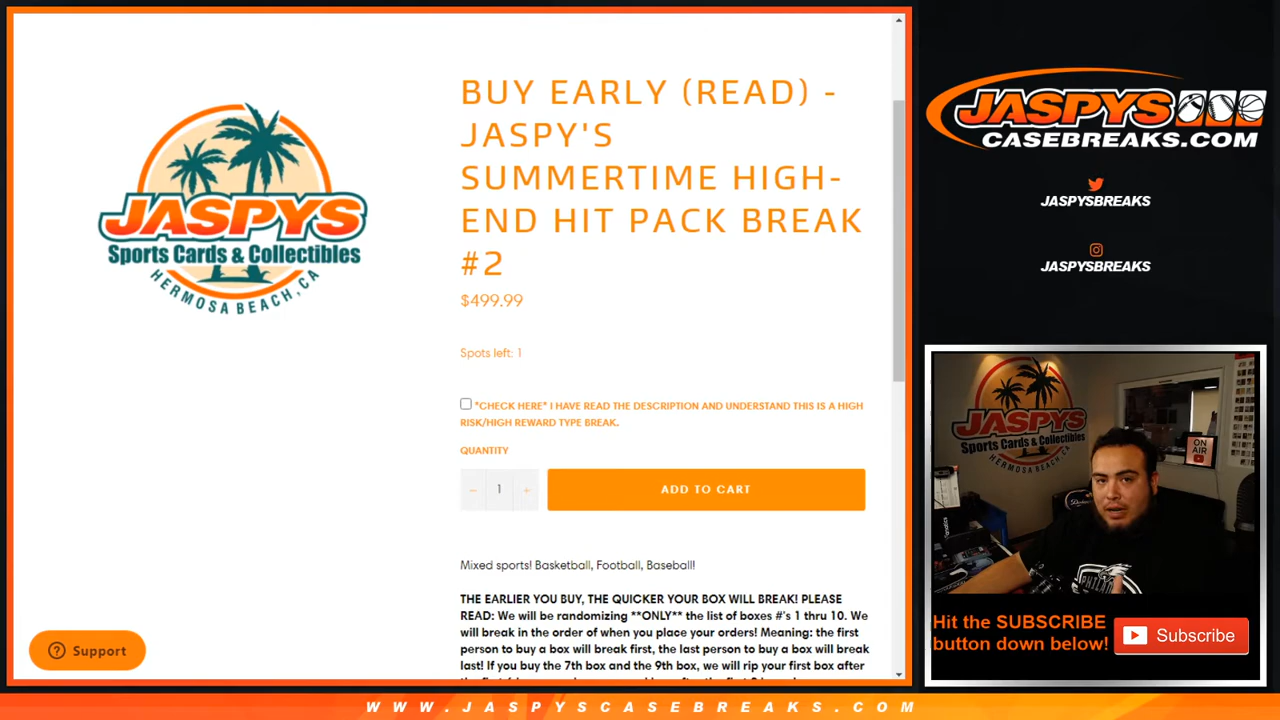 BUY EARLY (READ) -
JASPY'S
SUMMERTIME HIGH-
END HIT PACK BREAK
#2
$499.99
Spots left: 1
*CHECK HERE* I HAVE READ THE DESCRIPTION AND UNDERSTAND THIS IS A HIGH
RISK/HIGH REWARD TYPE BREAK.
QUANTITY
− 1 +
ADD TO CART
Mixed sports! Basketball, Football, Baseball!
THE EARLIER YOU BUY, THE QUICKER YOUR BOX WILL BREAK! PLEASE
READ: We will be randomizing **ONLY** the list of boxes #'s 1 thru 10. We
will break in the order of when you place your orders! Meaning: the first
person to buy a box will break first, the last person to buy a box will break
last! If you buy the 7th box and the 9th box, we will rip your first box after
JASPYS
Sports Cards & Collectibles
HERMOSA BEACH, CA
Support
JASPYS
CASEBREAKS.COM
JASPYSBREAKS
JASPYSBREAKS
JASPYS
Sports Cards & Collectibles
HERMOSA BEACH, CA
ON
AIR
Hit the SUBSCRIBE
button down below!
Subscribe
WWW.JASPYSCASEBREAKS.COM